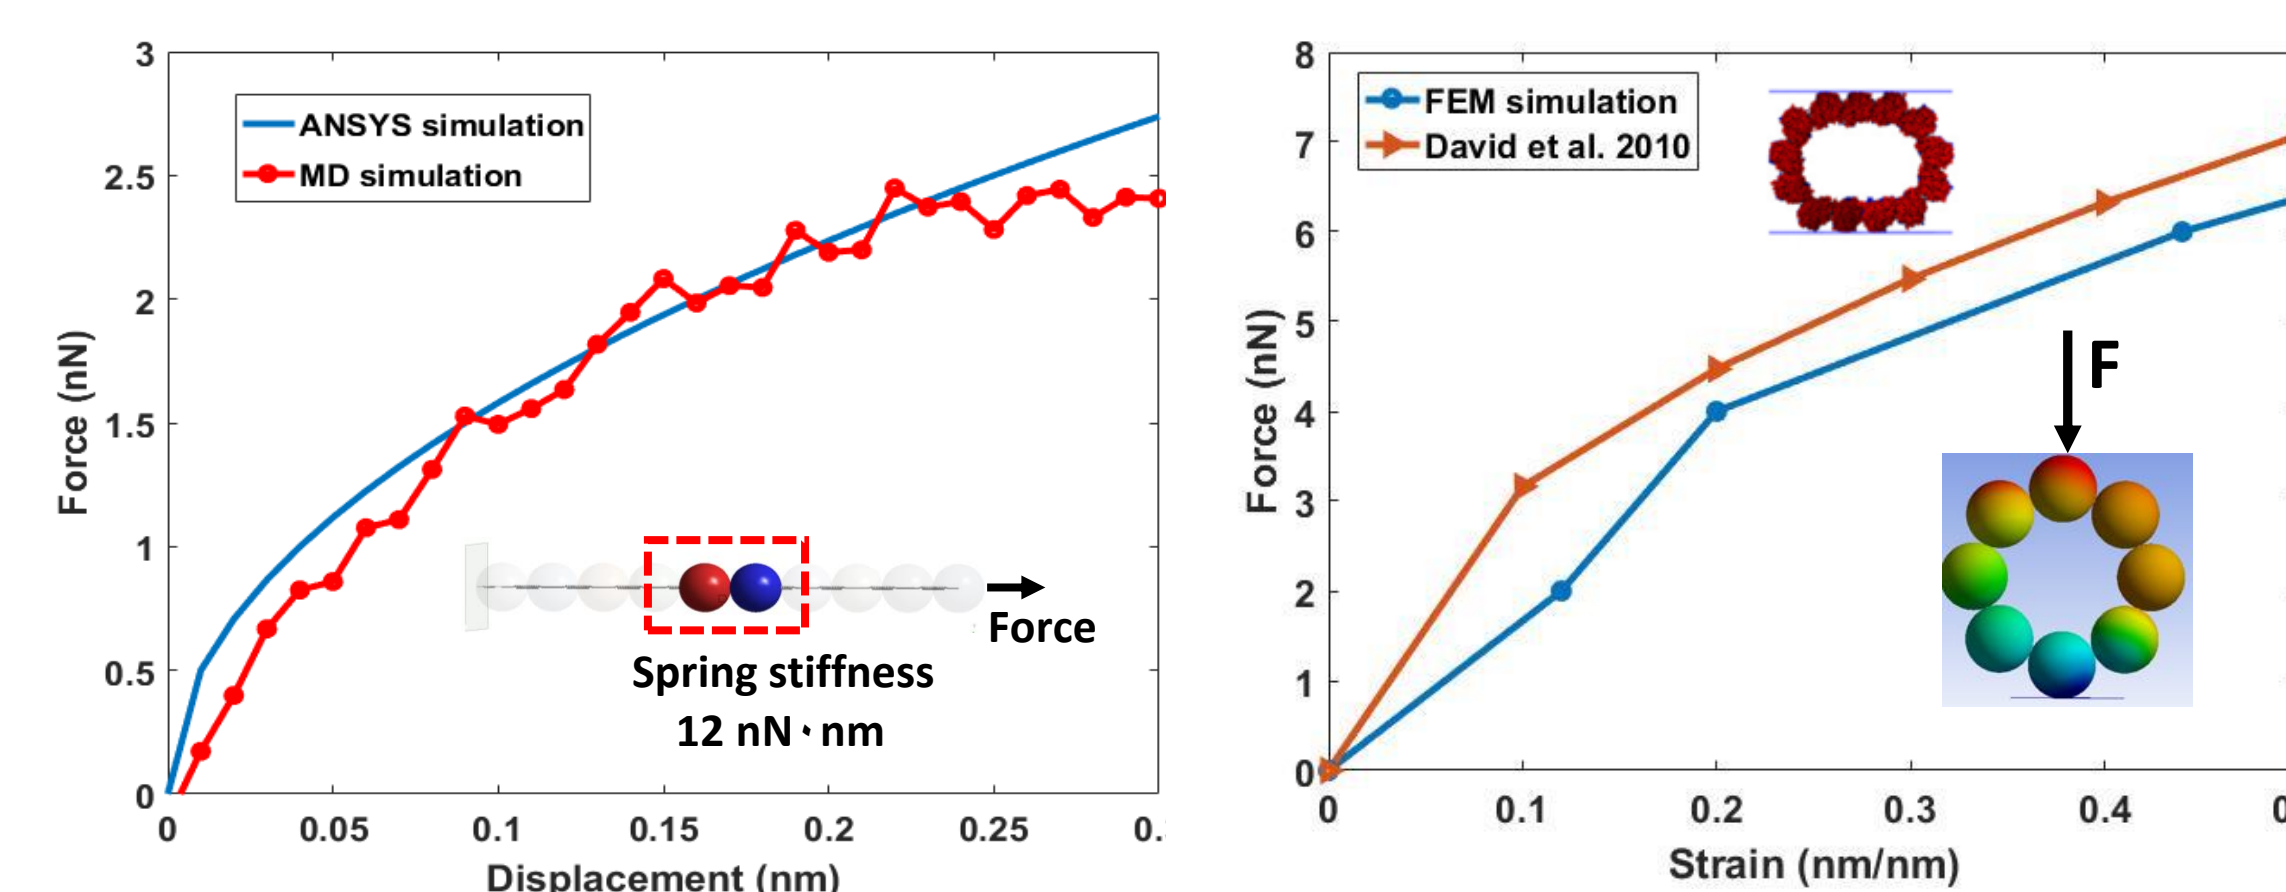 3
2.5
2
1.5
1
0.5
0
Force (nN)
ANSYS simulation
MD simulation
Force
Spring stiffness
12 nN·nm
0 0.05 0.1 0.15 0.2 0.25 0.
Displacement (nm)
8
7
6
5
4
3
2
1
0
Force (nN)
FEM simulation
David et al. 2010
F
0 0.1 0.2 0.3 0.4
Strain (nm/nm)